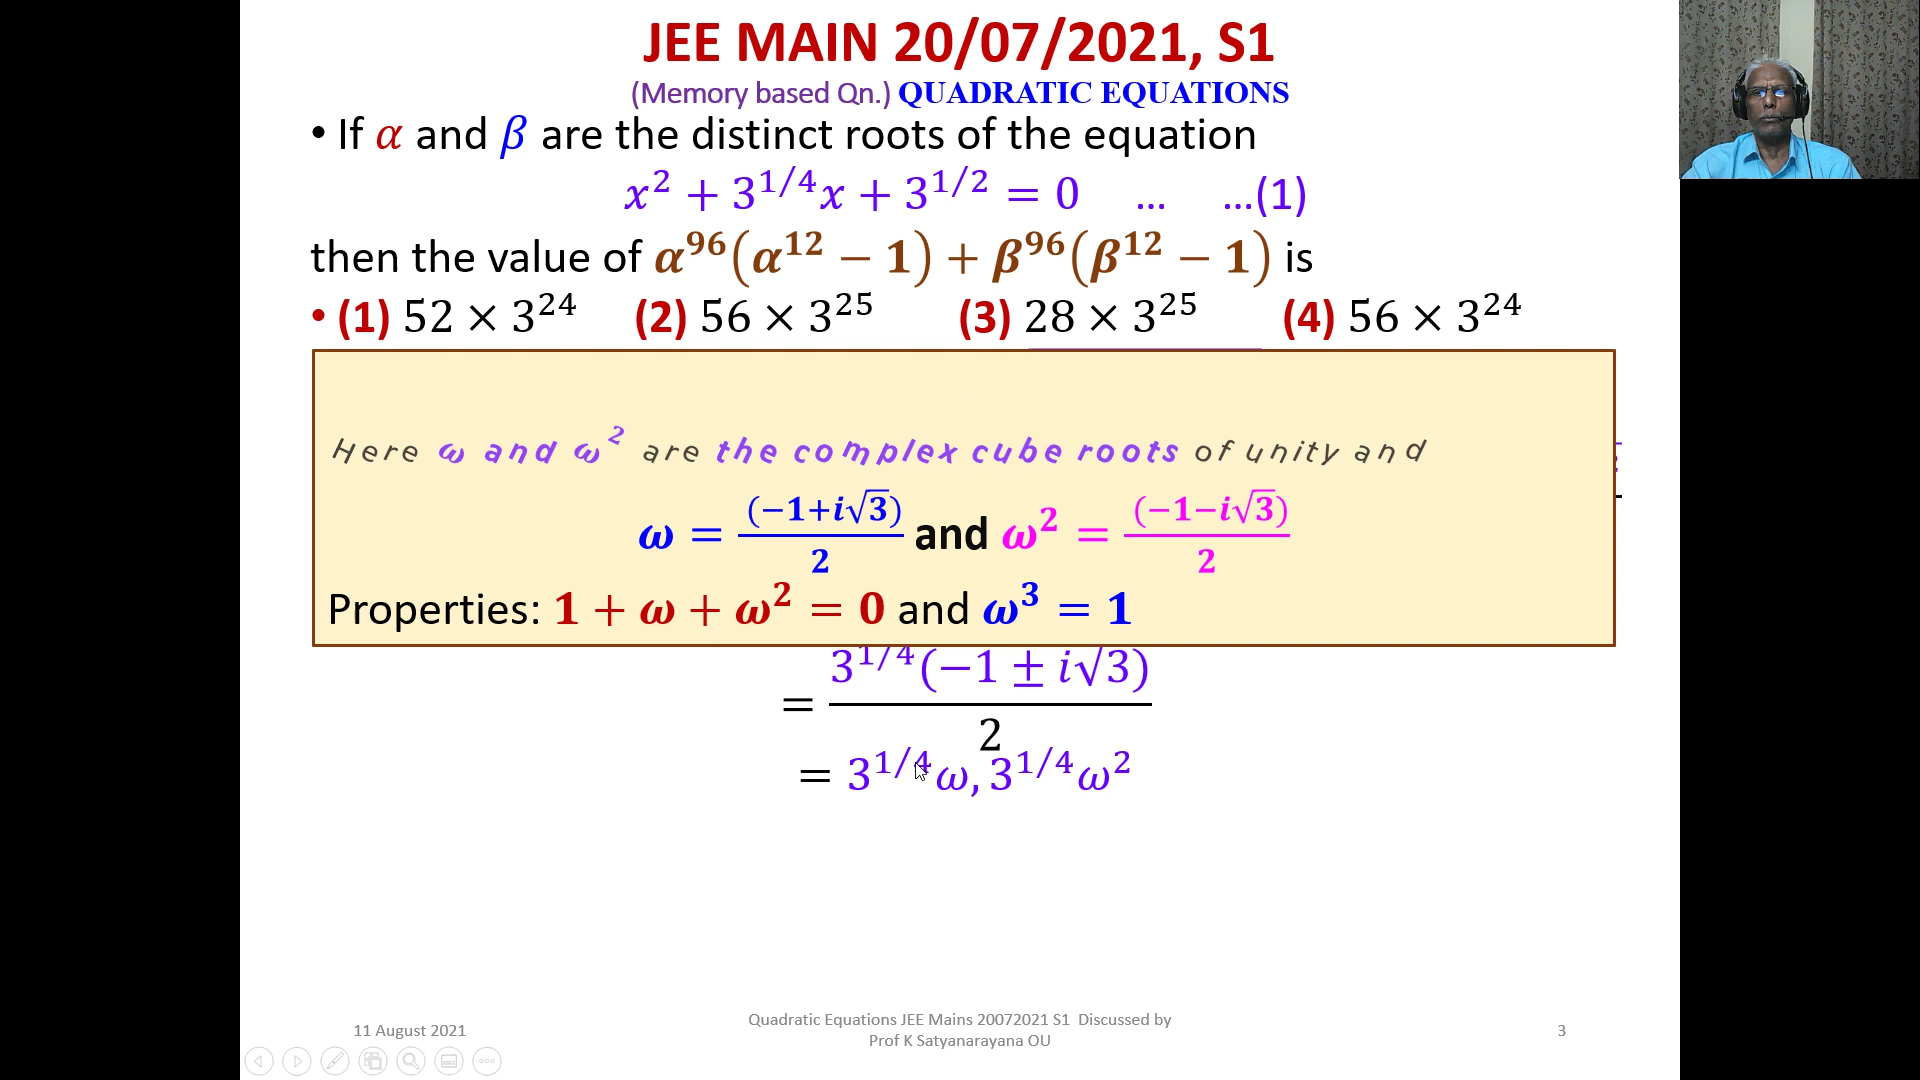 JEE MAIN 20/07/2021, S1
(Memory based Qn.) QUADRATIC EQUATIONS
• If α and β are the distinct roots of the equation
x² + 3^{1/4}x + 3^{1/2} = 0 … …(1)
then the value of α^{96}(α^{12} − 1) + β^{96}(β^{12} − 1) is
• (1) 52 × 3^{24} (2) 56 × 3^{25} (3) 28 × 3^{25} (4) 56 × 3^{24}
Here ω and ω² are the complex cube roots of unity and
ω = (−1+i√3)/2 and ω² = (−1−i√3)/2
Properties: 1 + ω + ω² = 0 and ω³ = 1
= 3^{1/4}(−1 ± i√3)/2
= 3^{1/4}ω, 3^{1/4}ω²
11 August 2021
Quadratic Equations JEE Mains 20072021 S1 Discussed by
Prof K Satyanarayana OU
3